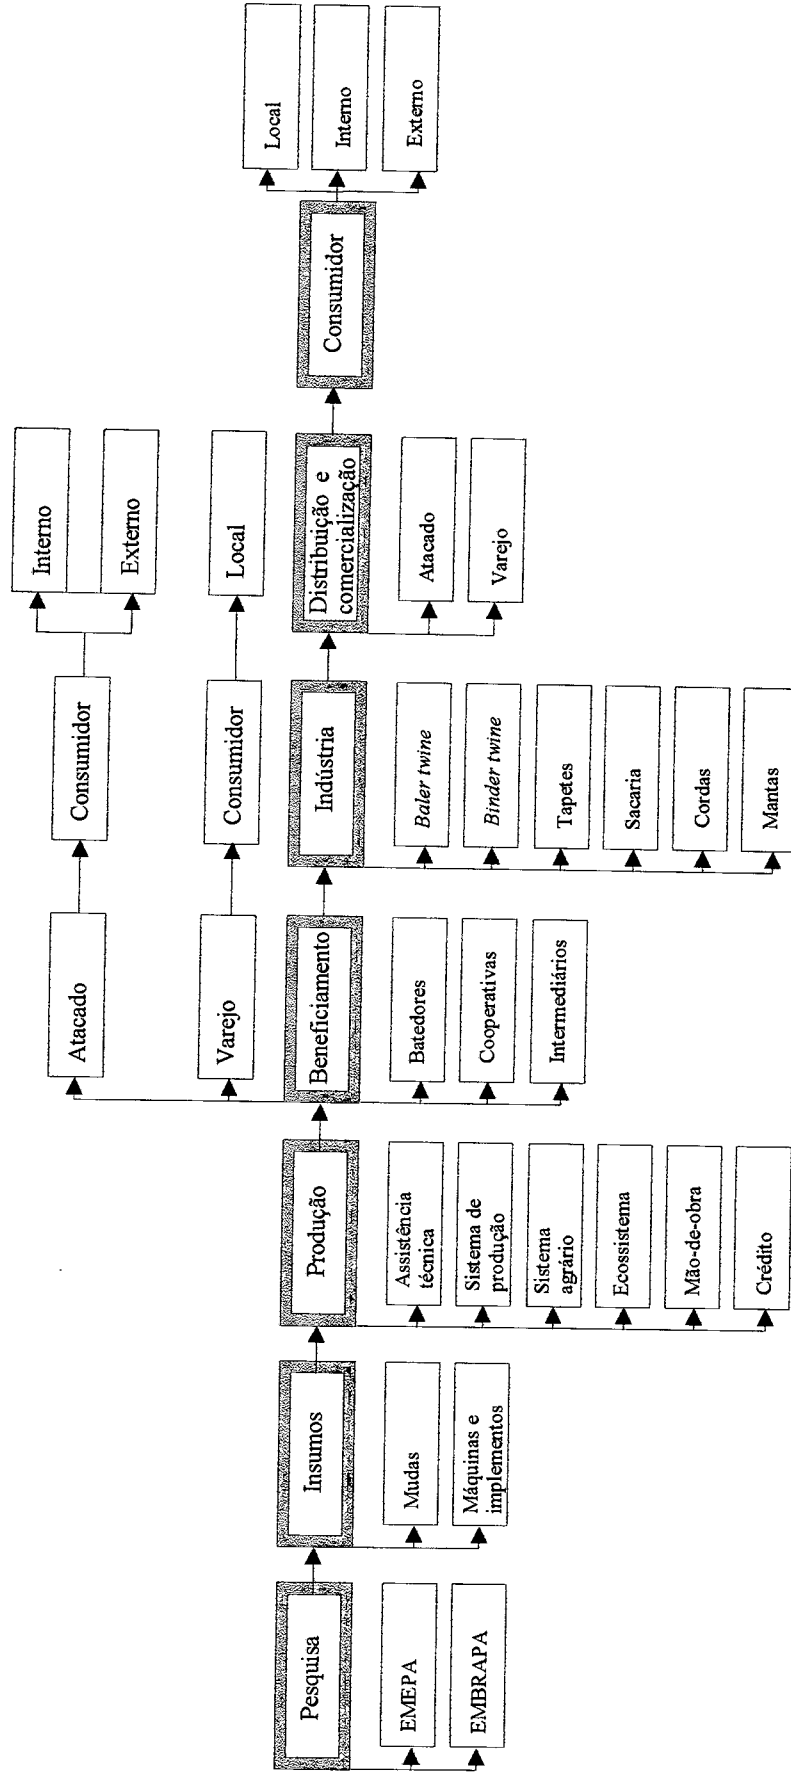 Pesquisa
EMEPA
EMBRAPA
Insumos
Mudas
Máquinas e
implementos
Produção
Assistência
técnica
Sistema de
produção
Sistema
agrário
Ecossistema
Mão-de-obra
Crédito
Beneficiamento
Atacado
Consumidor
Interno
Externo
Varejo
Consumidor
Local
Batedores
Cooperativas
Intermediários
Indústria
Baler twine
Binder twine
Tapetes
Sacaria
Cordas
Mantas
Distribuição e
comercialização
Atacado
Varejo
Consumidor
Local
Interno
Externo